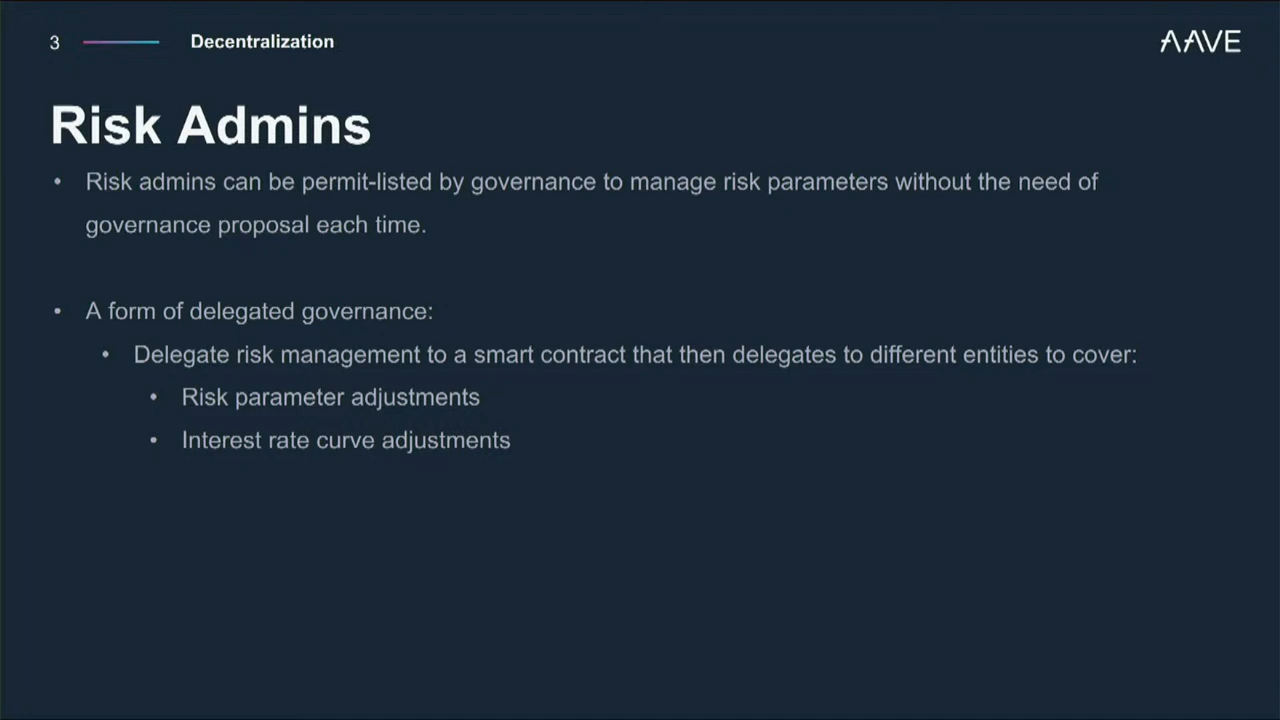 3
Decentralization
AAVE
Risk Admins
• Risk admins can be permit-listed by governance to manage risk parameters without the need of
governance proposal each time.
• A form of delegated governance:
• Delegate risk management to a smart contract that then delegates to different entities to cover:
• Risk parameter adjustments
• Interest rate curve adjustments